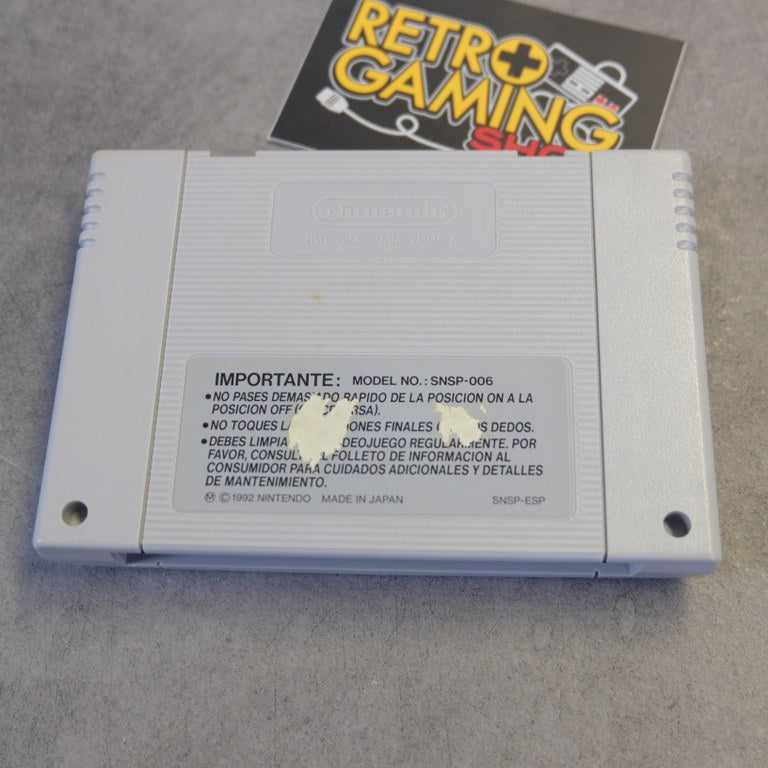 RETRO
GAMING
Nintendo
PAT. PEND. MADE IN JAPAN
IMPORTANTE: MODEL NO.: SNSP-006
•NO PASES DEMASIADO RAPIDO DE LA POSICION ON A LA
POSICION OFF
•NO TOQUES FINALES DEDOS.
•DEBES REGULARMENTE. POR
FAVOR, FOLLETO DE INFORMACION AL
CONSUMIDOR PARA CUIDADOS ADICIONALES Y DETALLES
DE MANTENIMIENTO.
Ⓜ © 1992 NINTENDO MADE IN JAPAN SNSP-ESP